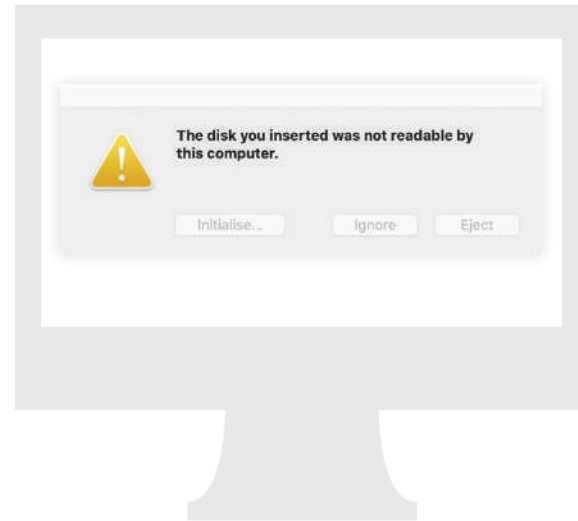 The disk you inserted was not readable by
this computer.
Initialise... Ignore Eject